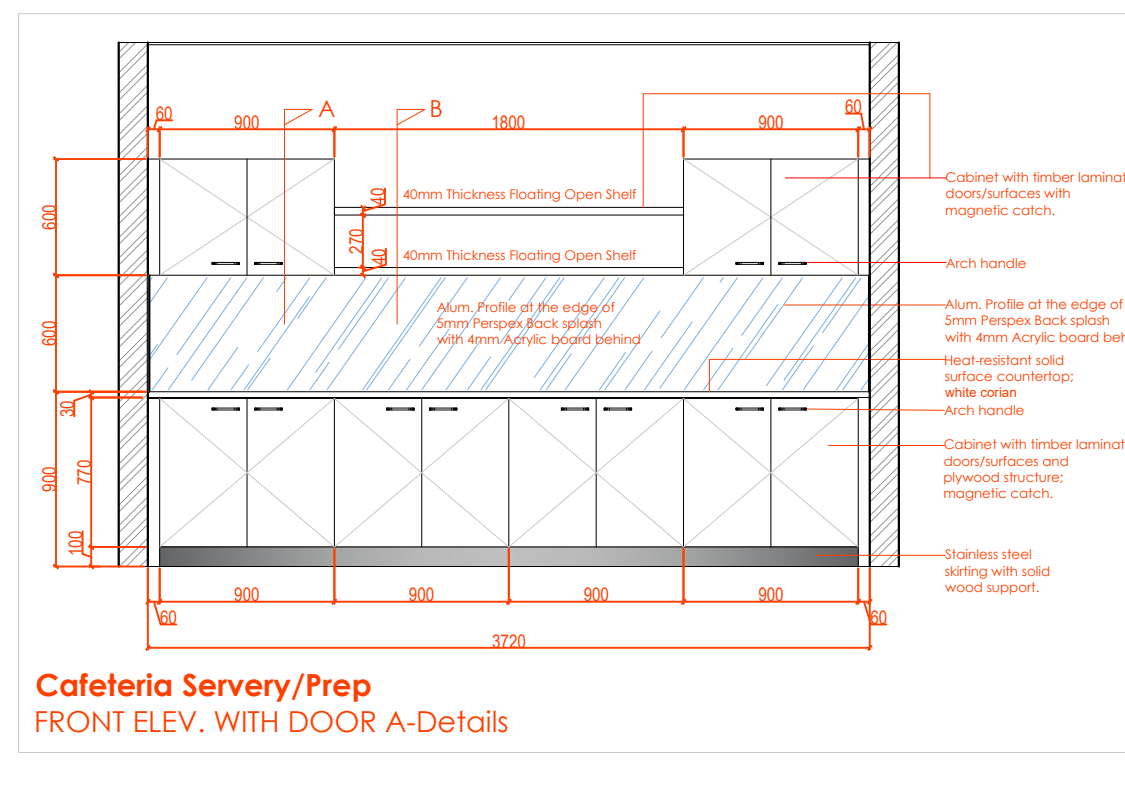 A
B
60
900
1800
900
60
600
40
40mm Thickness Floating Open Shelf
270
40
40mm Thickness Floating Open Shelf
Cabinet with timber laminat
doors/surfaces with
magnetic catch.
Arch handle
600
Alum. Profile at the edge of
5mm Perspex Back splash
with 4mm Acrylic board behind
Alum. Profile at the edge of
5mm Perspex Back splash
with 4mm Acrylic board beh
Heat-resistant solid
surface countertop;
white corian
Arch handle
30
900
770
100
Cabinet with timber laminat
doors/surfaces and
plywood structure;
magnetic catch.
Stainless steel
skirting with solid
wood support.
900
900
900
900
60
60
3720
Cafeteria Servery/Prep
FRONT ELEV. WITH DOOR A-Details